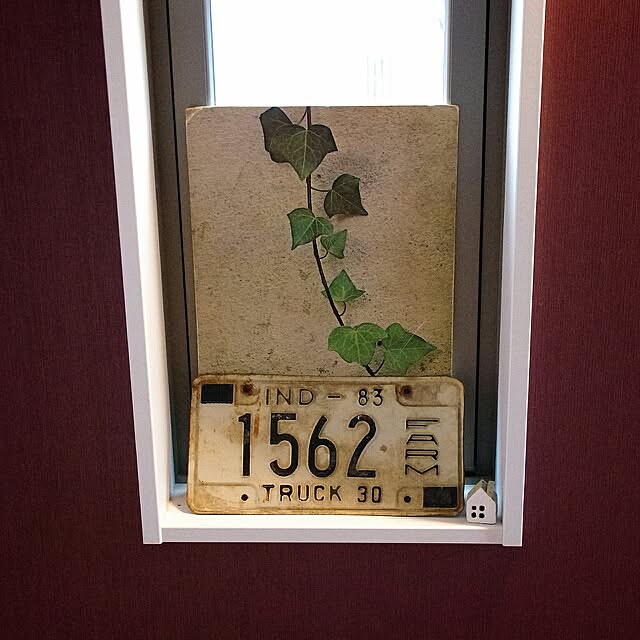 IND - 83
1562
FARM
TRUCK 30